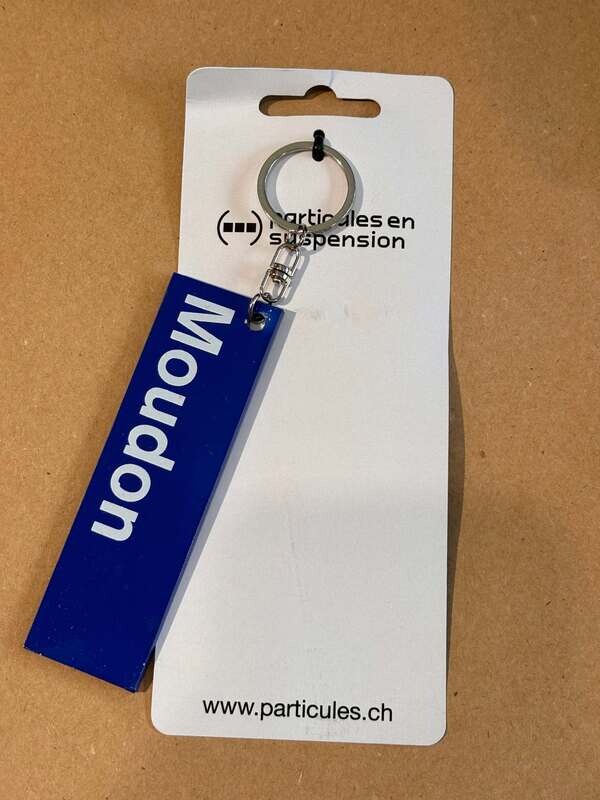 particules en
suspension
Moudon
www.particules.ch